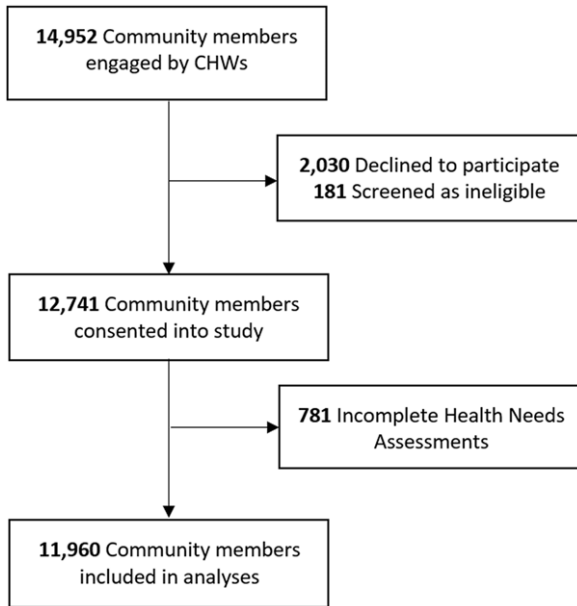 14,952 Community members
engaged by CHWs
2,030 Declined to participate
181 Screened as ineligible
12,741 Community members
consented into study
781 Incomplete Health Needs
Assessments
11,960 Community members
included in analyses